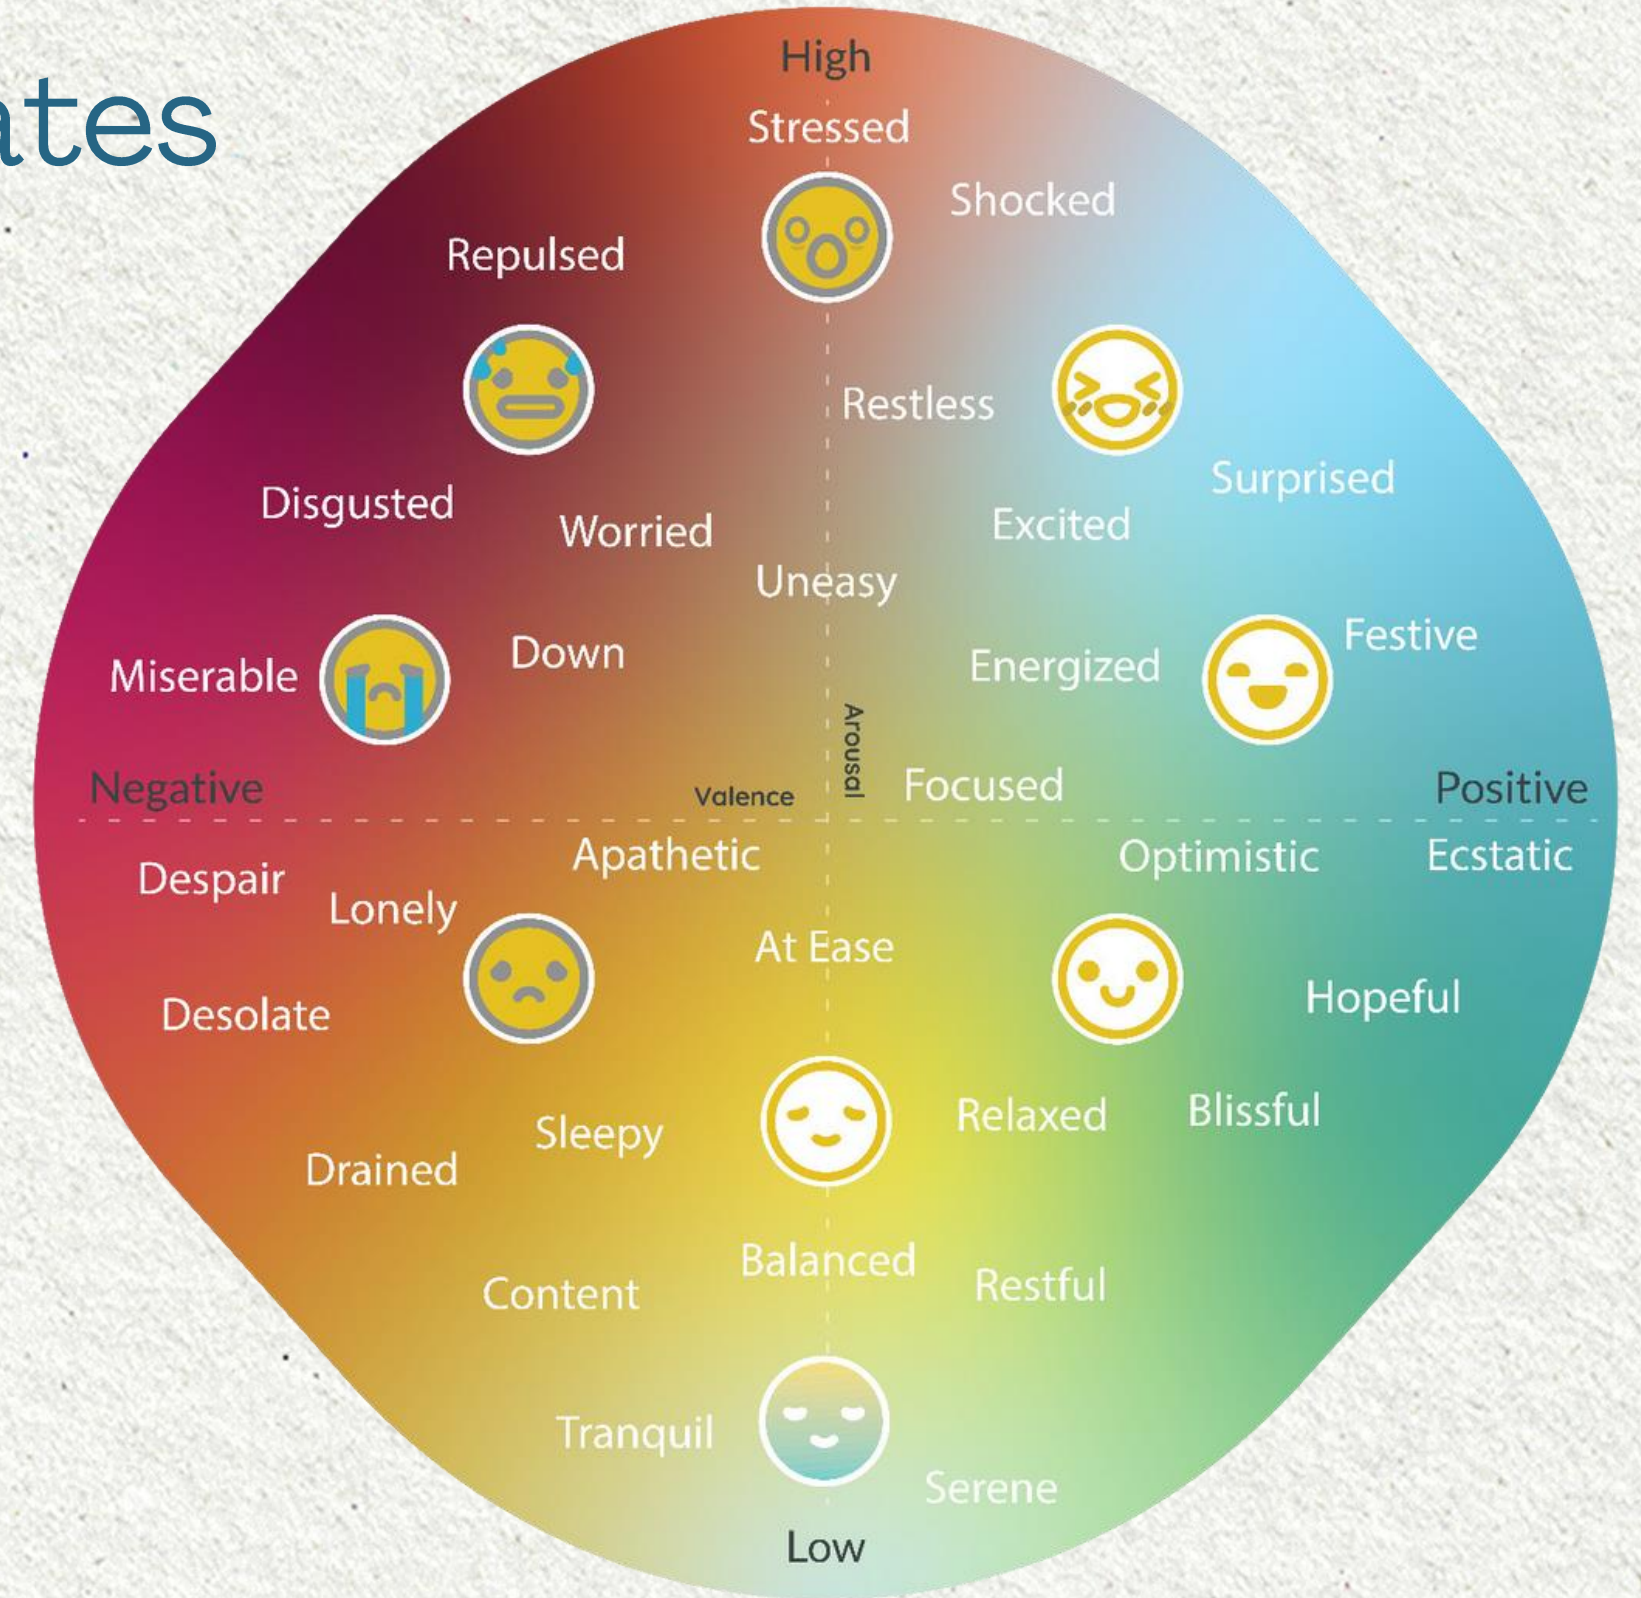 ates
High
Stressed
Shocked
Repulsed
Restless
Surprised
Disgusted
Excited
Worried
Uneasy
Festive
Down
Energized
Miserable
Arousal
Negative
Valence
Focused
Positive
Apathetic
Optimistic
Ecstatic
Despair
Lonely
At Ease
Hopeful
Desolate
Relaxed
Blissful
Sleepy
Drained
Balanced
Restful
Content
Tranquil
Serene
Low